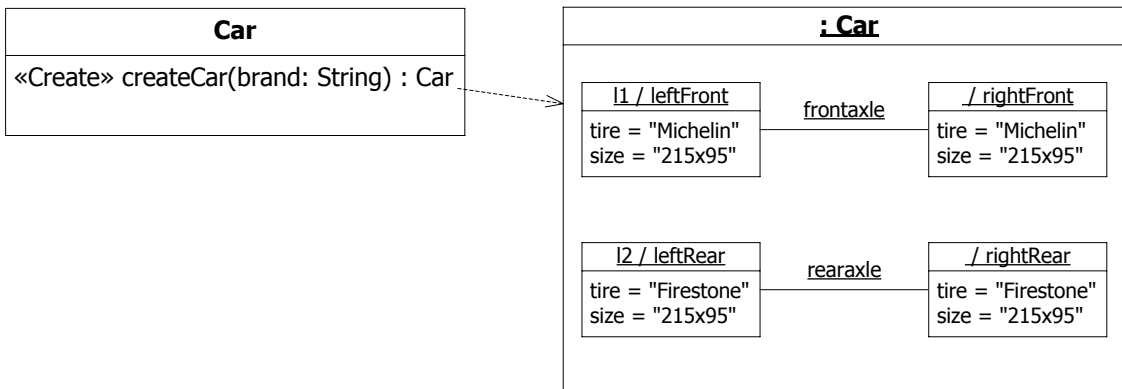 Car
«Create» createCar(brand: String) : Car
: Car
l1 / leftFront
tire = "Michelin"
size = "215x95"
frontaxle
/ rightFront
tire = "Michelin"
size = "215x95"
l2 / leftRear
tire = "Firestone"
size = "215x95"
rearaxle
/ rightRear
tire = "Firestone"
size = "215x95"